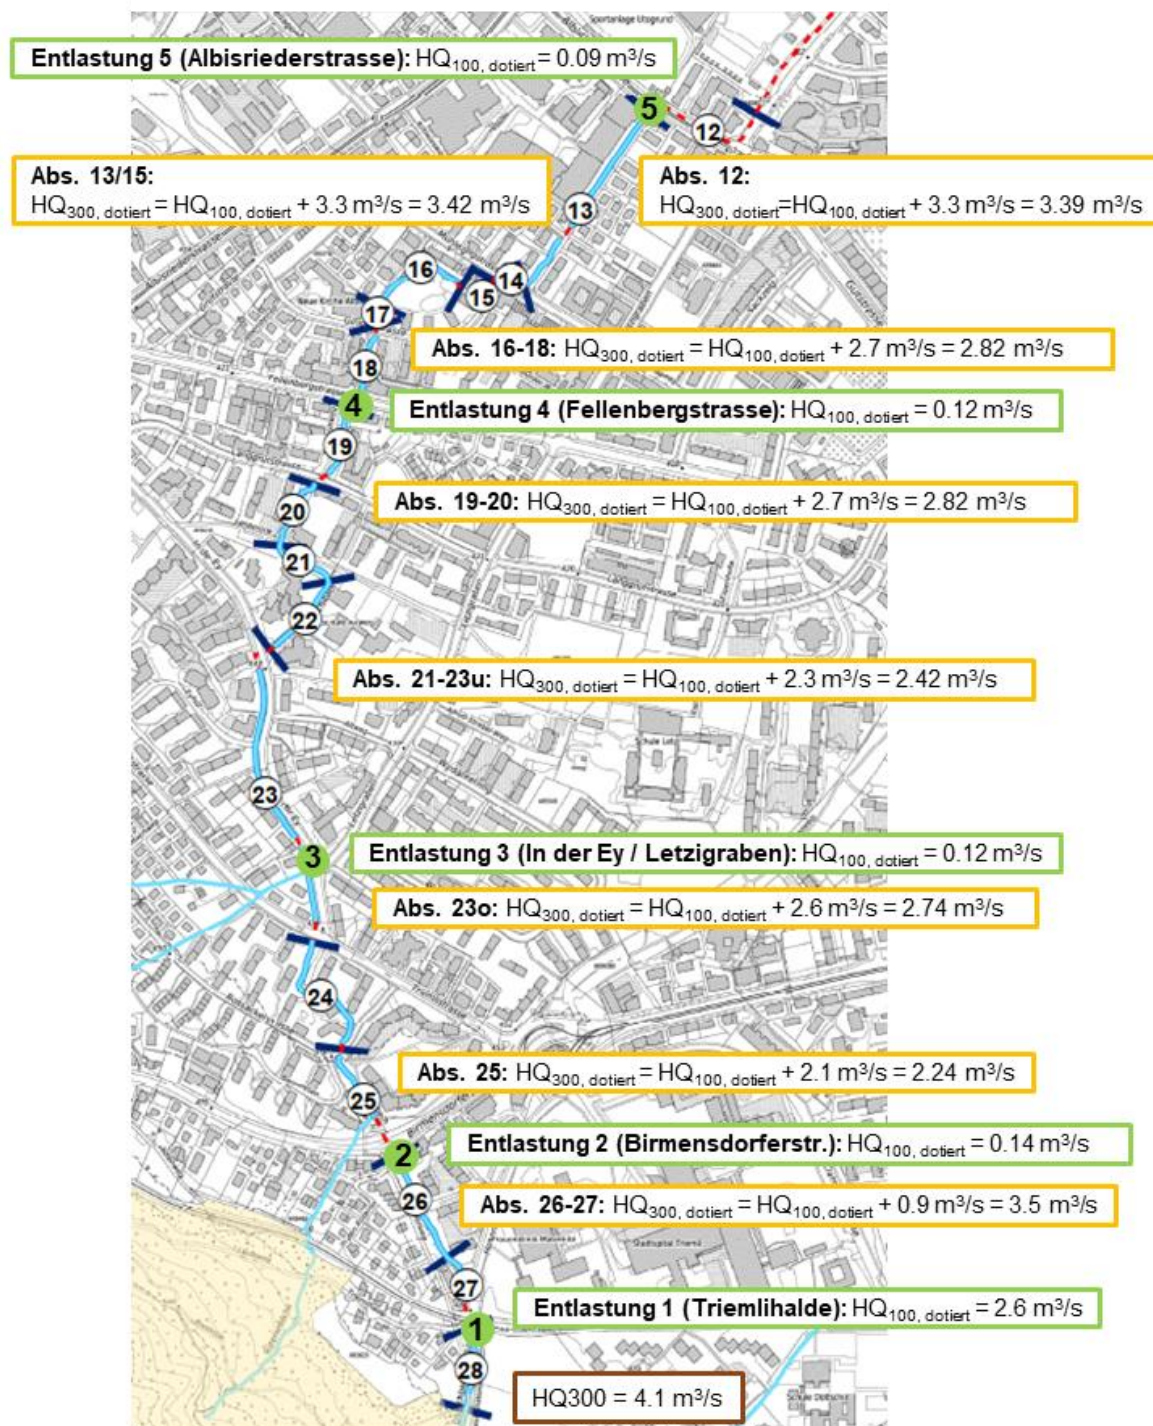 Sportanlage Utogrund
Entlastung 5 (Albisriederstrasse): HQ100, dotiert = 0.09 m³/s
5
12
Abs. 13/15:
HQ300, dotiert = HQ100, dotiert + 3.3 m³/s = 3.42 m³/s
Abs. 12:
HQ300, dotiert=HQ100, dotiert + 3.3 m³/s = 3.39 m³/s
13
16
14
15
17
Gutstrasse
Abs. 16-18: HQ300, dotiert = HQ100, dotiert + 2.7 m³/s = 2.82 m³/s
18
Fellenbergstrasse
4
Entlastung 4 (Fellenbergstrasse): HQ100, dotiert = 0.12 m³/s
19
Abs. 19-20: HQ300, dotiert = HQ100, dotiert + 2.7 m³/s = 2.82 m³/s
20
21
Langgrutstrasse
22
Abs. 21-23u: HQ300, dotiert = HQ100, dotiert + 2.3 m³/s = 2.42 m³/s
23
3
Entlastung 3 (In der Ey / Letzigraben): HQ100, dotiert = 0.12 m³/s
Abs. 23o: HQ300, dotiert = HQ100, dotiert + 2.6 m³/s = 2.74 m³/s
24
Triemlistrasse
Abs. 25: HQ300, dotiert = HQ100, dotiert + 2.1 m³/s = 2.24 m³/s
25
2
Entlastung 2 (Birmensdorferstr.): HQ100, dotiert = 0.14 m³/s
26
Abs. 26-27: HQ300, dotiert = HQ100, dotiert + 0.9 m³/s = 3.5 m³/s
Stadtspital Triemli
27
Entlastung 1 (Triemlihalde): HQ100, dotiert = 2.6 m³/s
1
28
HQ300 = 4.1 m³/s